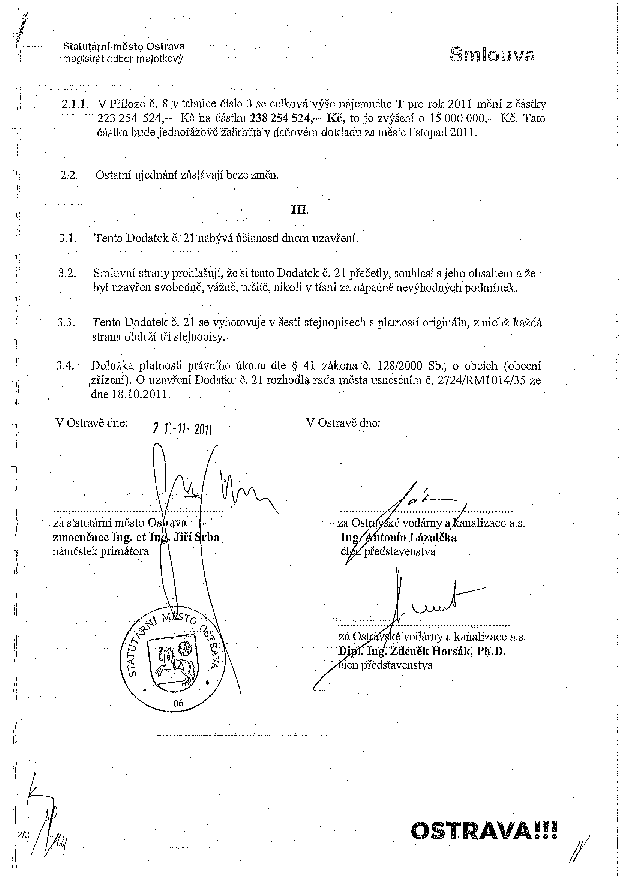 Statutární město Ostrava
magistrát odbor majetkový
Smlouva
2.1.1. V Příloze č. 8 v tabulce číslo 3 se celková výše nájemného T pro rok 2011 mění z částky
223 254 524,-- Kč na částku 238 254 524,-- Kč, to je zvýšení o 15 000 000,- Kč. Tato
částka bude jednorázově zahrnuta v daňovém dokladu za měsíc listopad 2011.
2.2. Ostatní ujednání zůstávají beze změn.
III.
3.1. Tento Dodatek č. 21 nabývá účinnosti dnem uzavření.
3.2. Smluvní strany prohlašují, že si tento Dodatek č. 21 přečetly, souhlasí s jeho obsahem a že
byl uzavřen svobodně, vážně, určitě, nikoli v tísni za nápadně nevýhodných podmínek.
3.3. Tento Dodatek č. 21 se vyhotovuje v šesti stejnopisech s platností originálu, z nichž každá
strana obdrží tři stejnopisy.
3.4. Doložka platnosti právního úkonu dle § 41 zákona č. 128/2000 Sb., o obcích (obecní
zřízení). O uzavření Dodatku č. 21 rozhodla rada města usnesením č. 2724/RM1014/35 ze
dne 18.10.2011.
V Ostravě dne: -11- 2011
V Ostravě dne:
za statutární město Ostrava
zmocněnec Ing. et Ing. Jiří Srba
náměstek primátora
za Ostravské vodárny a kanalizace a.s.
Ing. Antonín Lázníčka
člen představenstva
za Ostravské vodárny a kanalizace a.s.
Dipl. Ing. Zdeněk Horsák, Ph.D.
člen představenstva
STATUTÁRNÍ MĚSTO OSTRAVA
06
OSTRAVA!!!